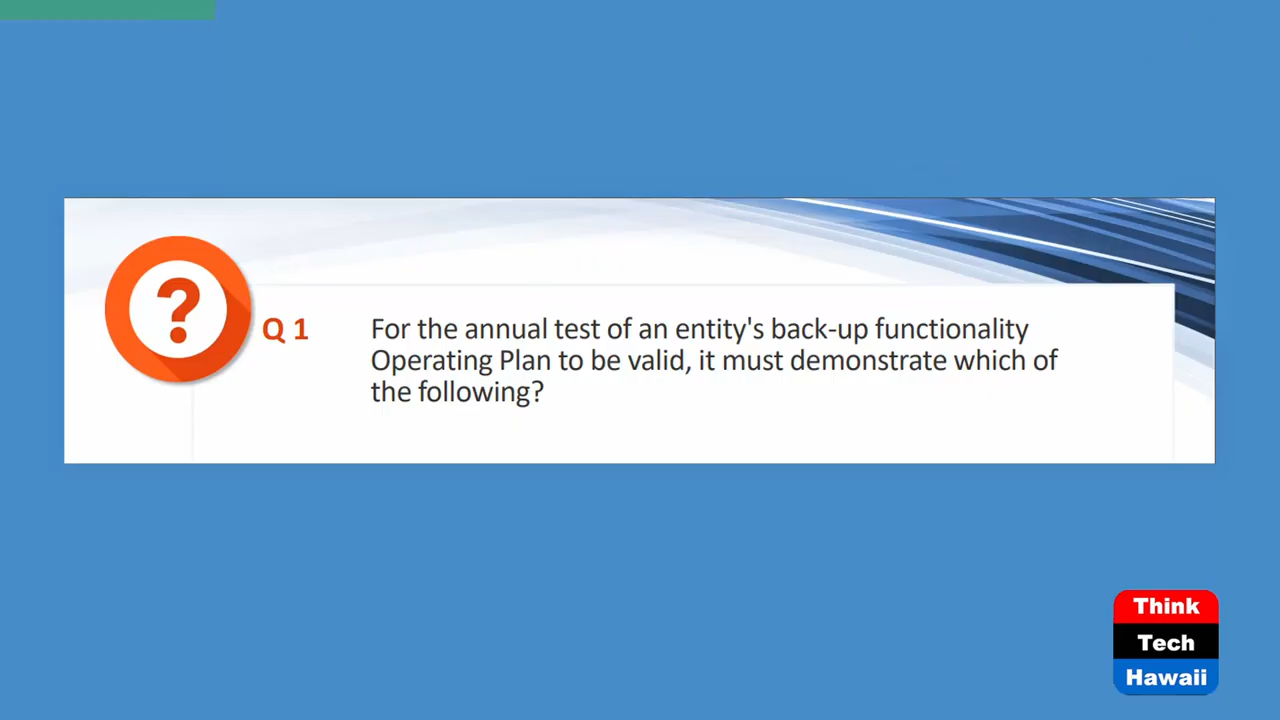 ?
Q 1
For the annual test of an entity's back-up functionality
Operating Plan to be valid, it must demonstrate which of
the following?
Think
Tech
Hawaii